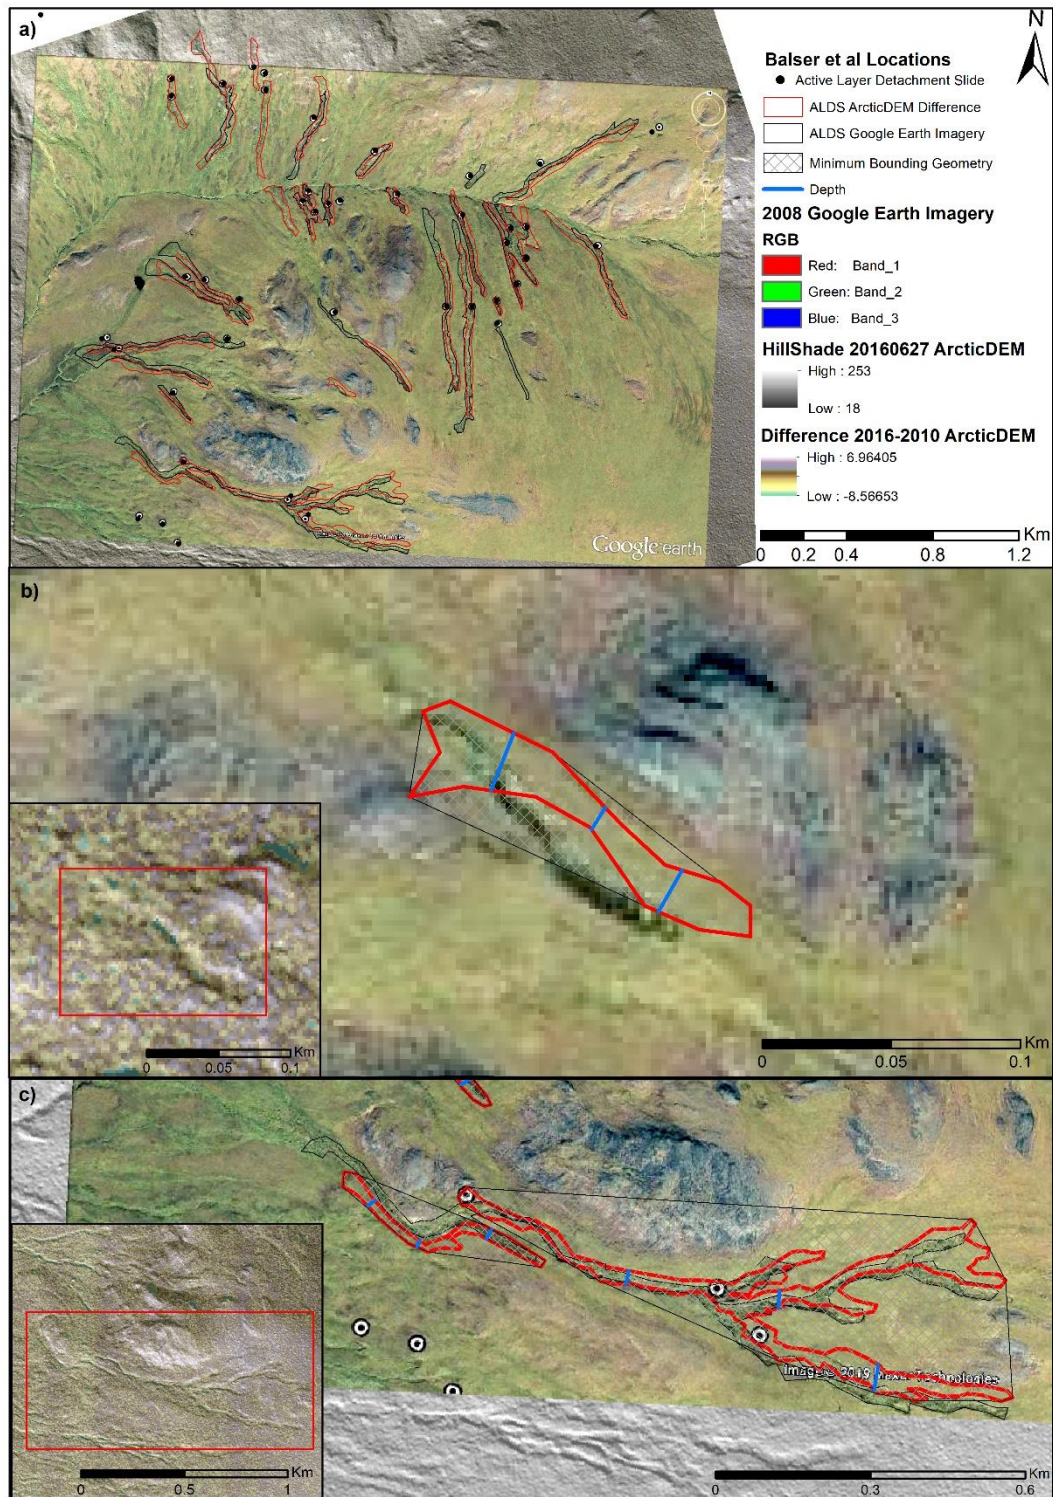 a)
N
Balser et al Locations
Active Layer Detachment Slide
ALDS ArcticDEM Difference
ALDS Google Earth Imagery
Minimum Bounding Geometry
Depth
2008 Google Earth Imagery
RGB
Red: Band_1
Green: Band_2
Blue: Band_3
HillShade 20160627 ArcticDEM
High : 253
Low : 18
Difference 2016-2010 ArcticDEM
High : 6.96405
Low : -8.56653
Km
0 0.2 0.4 0.8 1.2
Google earth
b)
Km
0 0.05 0.1
Km
0 0.05 0.1
c)
2019
Technologies
Km
0 0.5 1
Km
0 0.3 0.6